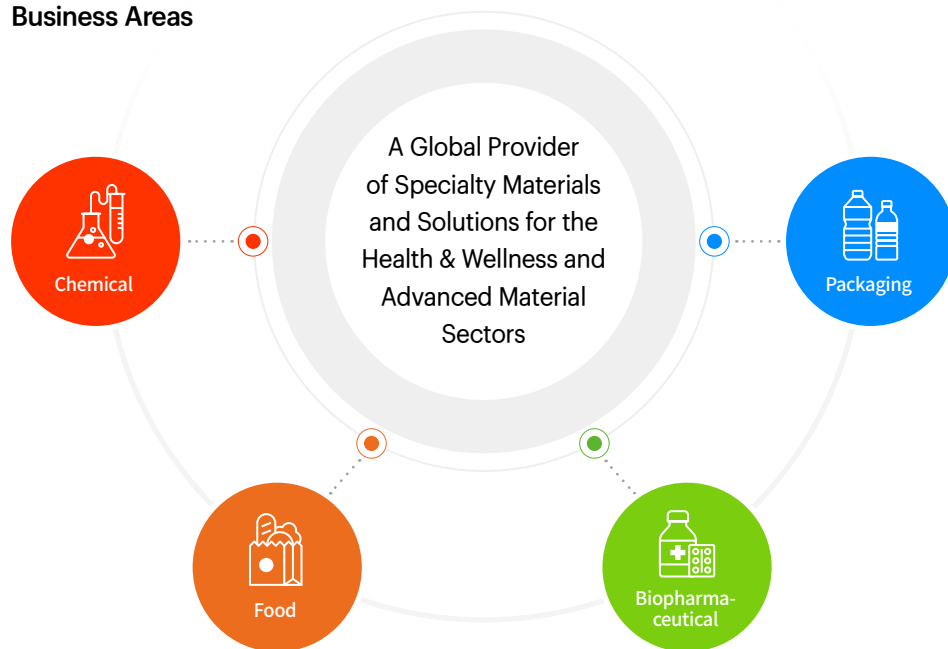 Business Areas
A Global Provider
of Specialty Materials
and Solutions for the
Health & Wellness and
Advanced Material
Sectors
Chemical
Packaging
Food
Biopharma-
ceutical